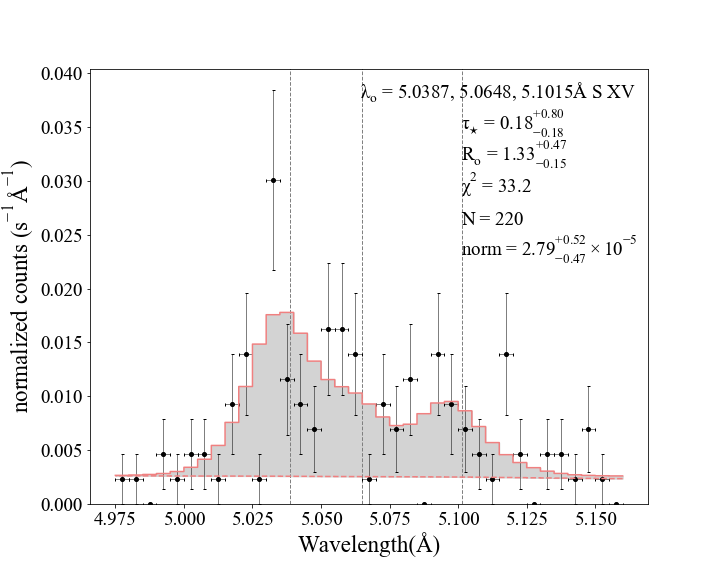 λₒ = 5.0387, 5.0648, 5.1015Å S XV
τ⋆ = 0.18 +0.80 −0.18
Rₒ = 1.33 +0.47 −0.15
χ² = 33.2
N = 220
norm = 2.79 +0.52 −0.47 × 10⁻⁵
normalized counts (s⁻¹ Å⁻¹)
0.040
0.035
0.030
0.025
0.020
0.015
0.010
0.005
0.000
4.975 5.000 5.025 5.050 5.075 5.100 5.125 5.150
Wavelength(Å)